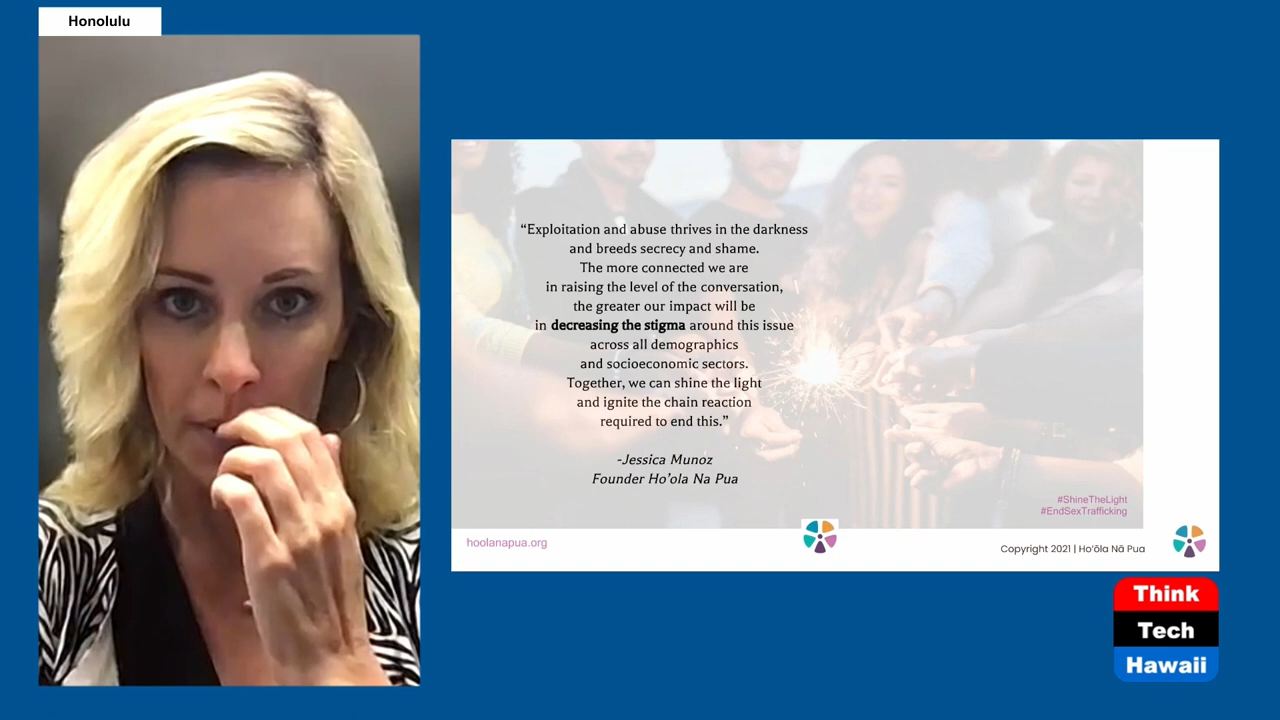 Honolulu
“Exploitation and abuse thrives in the darkness
and breeds secrecy and shame.
The more connected we are
in raising the level of the conversation,
the greater our impact will be
in decreasing the stigma around this issue
across all demographics
and socioeconomic sectors.
Together, we can shine the light
and ignite the chain reaction
required to end this.”
-Jessica Munoz
Founder Ho’ola Na Pua
#ShineTheLight
#EndSexTrafficking
hoolanapua.org
Copyright 2021 | Ho‘ōla Nā Pua
Think
Tech
Hawaii